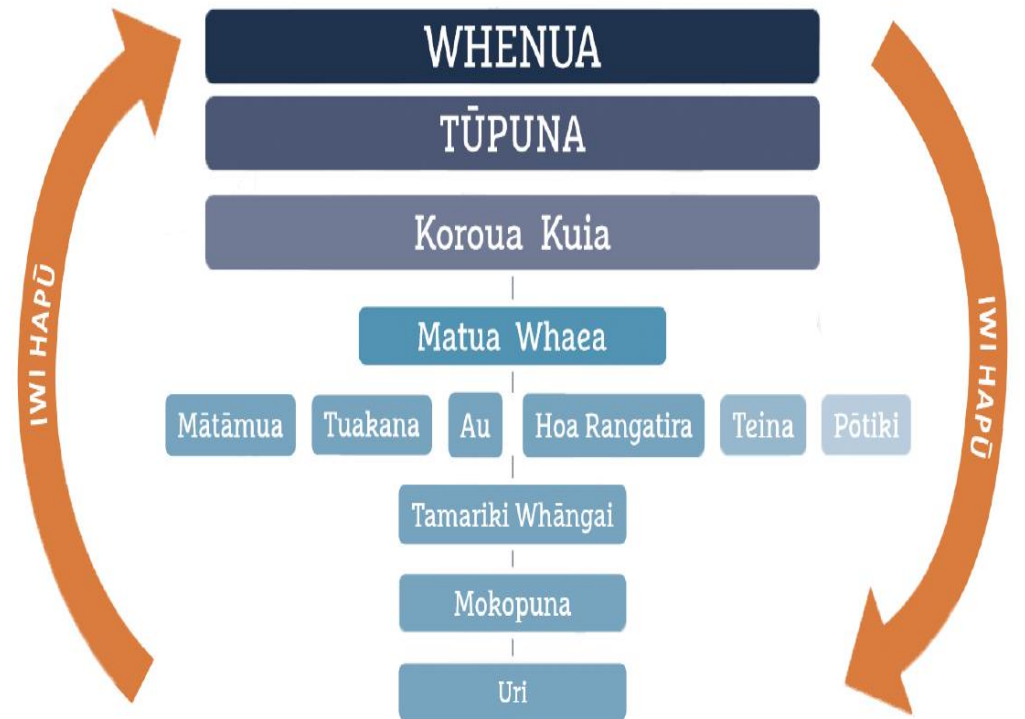 WHENUA
TŪPUNA
Koroua Kuia
Matua Whaea
Mātāmua Tuakana Au Hoa Rangatira Teina Pōtiki
Tamariki Whāngai
Mokopuna
Uri
IWI HAPŪ
IWI HAPŪ